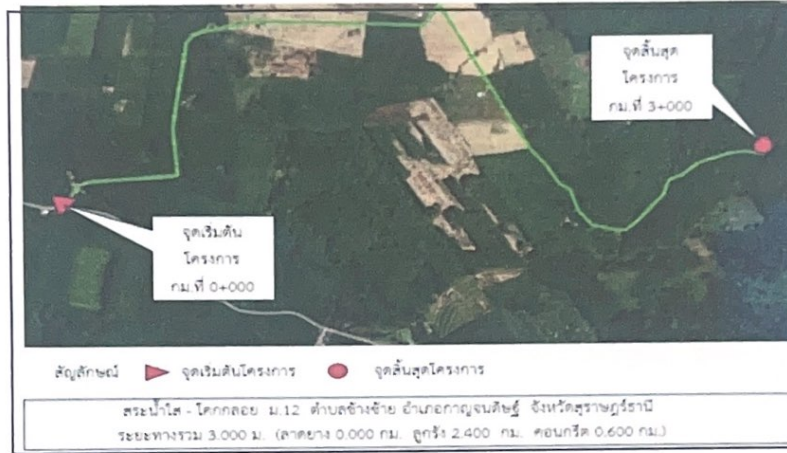 จุดสิ้นสุด
โครงการ
กม.ที่ 3+000
จุดเริ่มต้น
โครงการ
กม.ที่ 0+000
สัญลักษณ์ จุดเริ่มต้นโครงการ จุดสิ้นสุดโครงการ
สระน้ำใส - โคกกลอย ม.12 ตำบลช้างซ้าย อำเภอกาญจนดิษฐ์ จังหวัดสุราษฎร์ธานี
ระยะทางรวม 3.000 ม. (ลาดยาง 0.000 กม. ลูกรัง 2.400 กม. คอนกรีต 0.600 กม.)